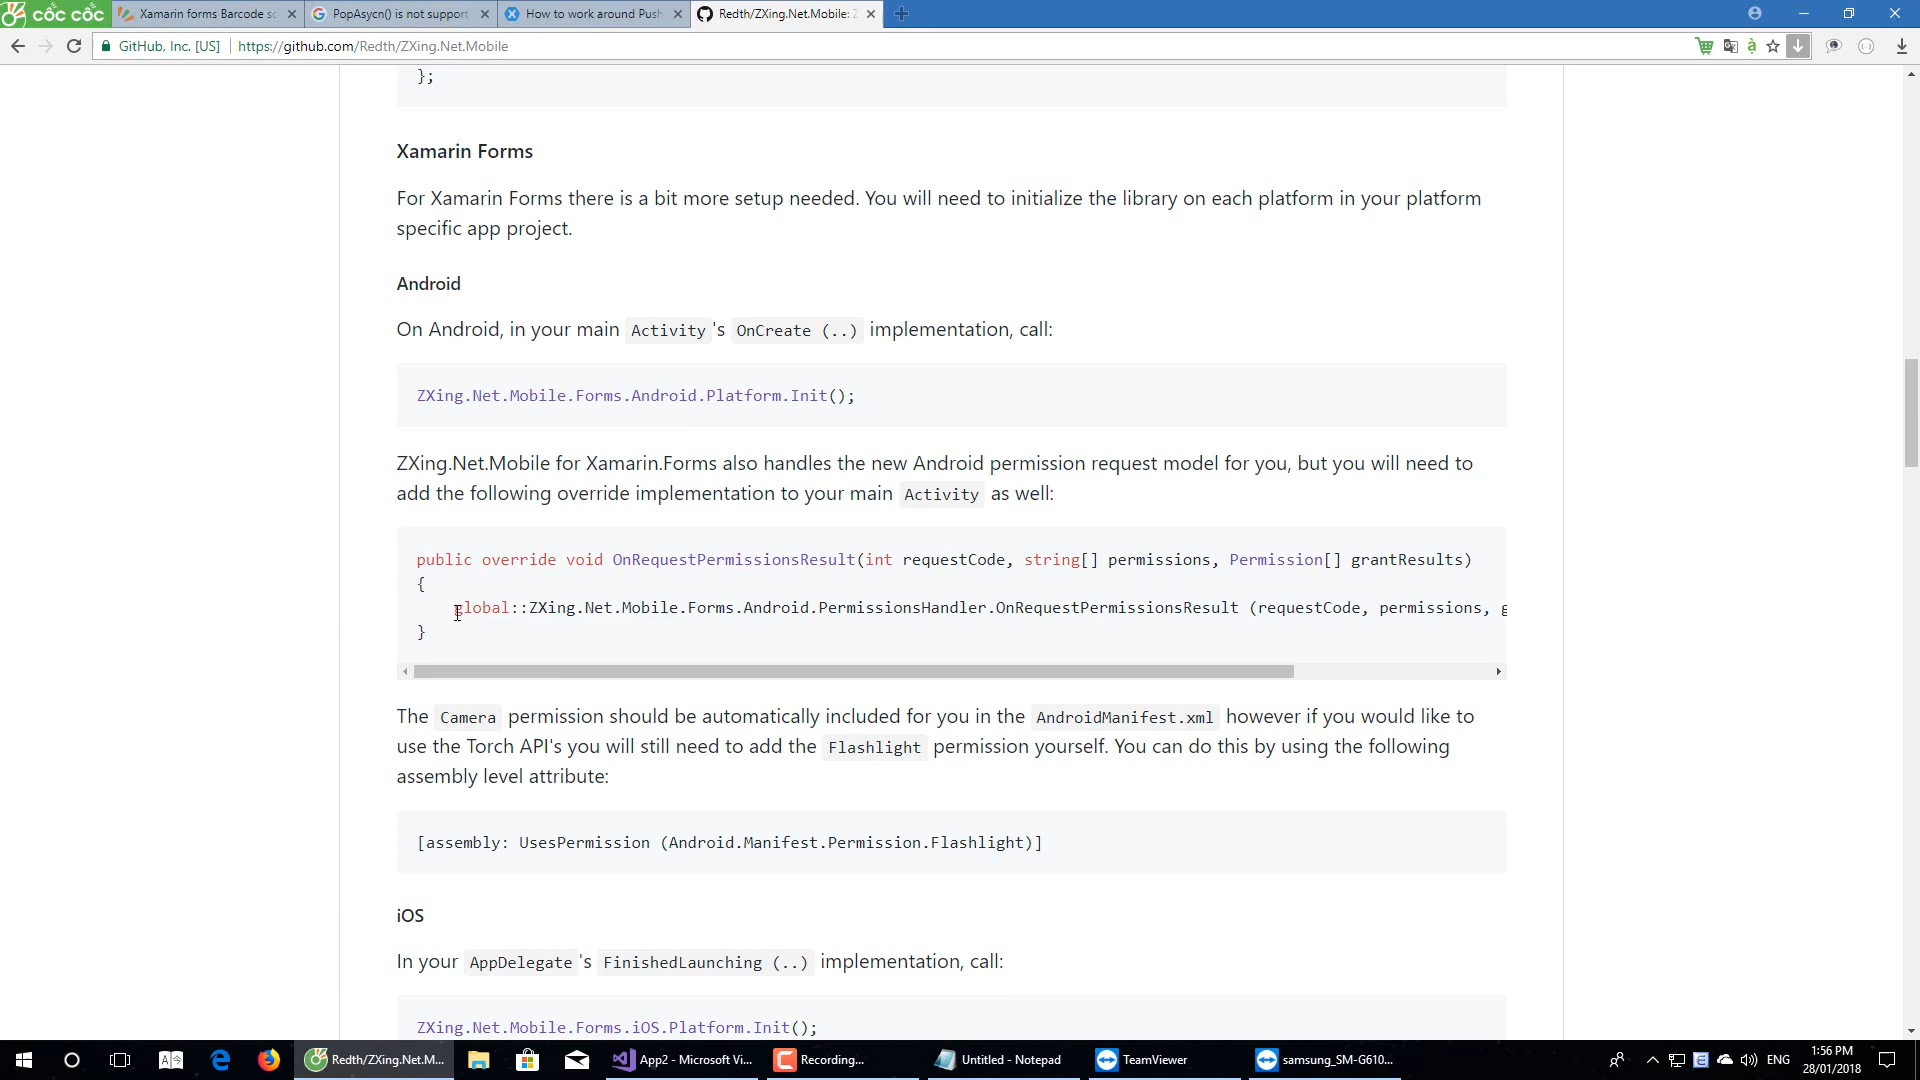 cốc cốc
Xamarin forms Barcode sc
PopAsycn() is not support
How to work around Push
Redth/ZXing.Net.Mobile: Z
GitHub, Inc. [US]
https://github.com/Redth/ZXing.Net.Mobile
};
Xamarin Forms
For Xamarin Forms there is a bit more setup needed. You will need to initialize the library on each platform in your platform
specific app project.
Android
On Android, in your main Activity's OnCreate (..) implementation, call:
ZXing.Net.Mobile.Forms.Android.Platform.Init();
ZXing.Net.Mobile for Xamarin.Forms also handles the new Android permission request model for you, but you will need to
add the following override implementation to your main Activity as well:
public override void OnRequestPermissionsResult(int requestCode, string[] permissions, Permission[] grantResults)
{
global::ZXing.Net.Mobile.Forms.Android.PermissionsHandler.OnRequestPermissionsResult (requestCode, permissions, g
}
The Camera permission should be automatically included for you in the AndroidManifest.xml however if you would like to
use the Torch API's you will still need to add the Flashlight permission yourself. You can do this by using the following
assembly level attribute:
[assembly: UsesPermission (Android.Manifest.Permission.Flashlight)]
iOS
In your AppDelegate's FinishedLaunching (..) implementation, call:
ZXing.Net.Mobile.Forms.iOS.Platform.Init();
Redth/ZXing.Net.M...
App2 - Microsoft Vi...
Recording...
Untitled - Notepad
TeamViewer
samsung_SM-G610...
ENG
1:56 PM
28/01/2018